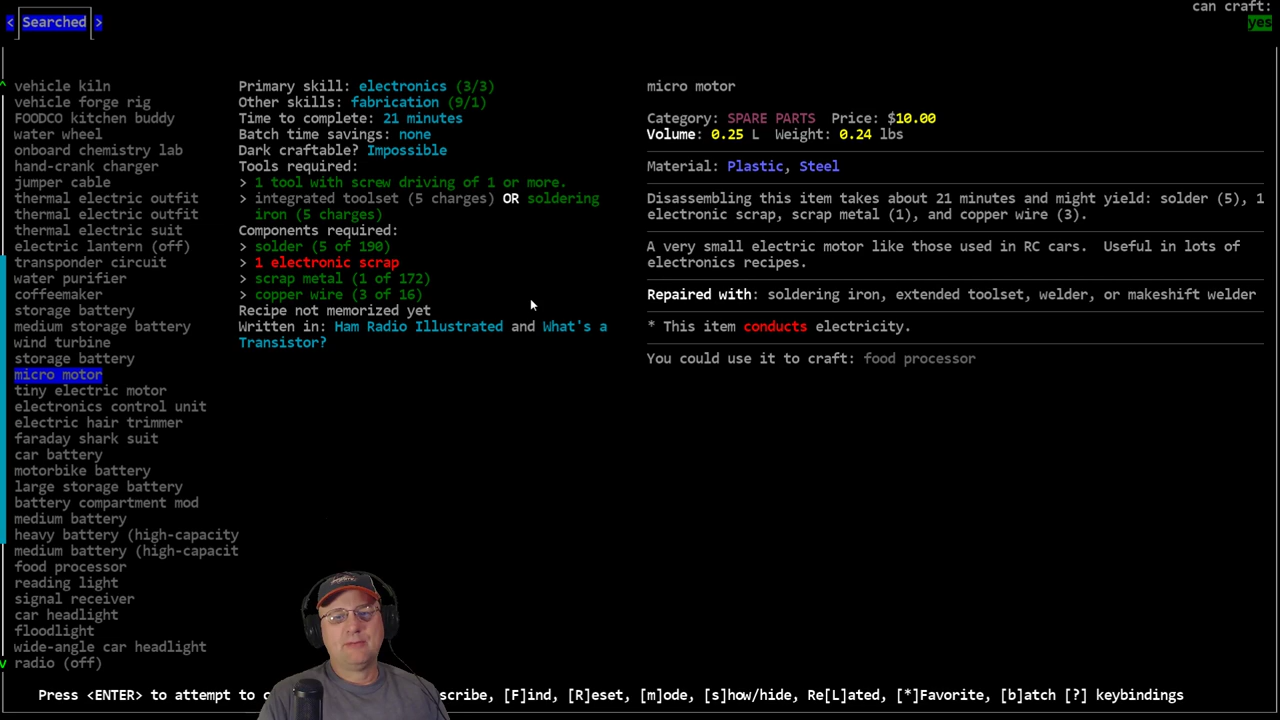 can craft:
< Searched >
yes
^ vehicle kiln
vehicle forge rig
FOODCO kitchen buddy
water wheel
onboard chemistry lab
hand-crank charger
jumper cable
thermal electric outfit
thermal electric outfit
thermal electric suit
electric lantern (off)
transponder circuit
water purifier
coffeemaker
storage battery
medium storage battery
wind turbine
storage battery
micro motor
tiny electric motor
electronics control unit
electric hair trimmer
faraday shark suit
car battery
motorbike battery
large storage battery
battery compartment mod
medium battery
heavy battery (high-capacity
medium battery (high-capacit
food processor
reading light
signal receiver
car headlight
floodlight
wide-angle car headlight
v radio (off)
Primary skill: electronics (3/3)
Other skills: fabrication (9/1)
Time to complete: 21 minutes
Batch time savings: none
Dark craftable? Impossible
Tools required:
> 1 tool with screw driving of 1 or more.
> integrated toolset (5 charges) OR soldering
iron (5 charges)
Components required:
> solder (5 of 190)
> 1 electronic scrap
> scrap metal (1 of 172)
> copper wire (3 of 16)
Recipe not memorized yet
Written in: Ham Radio Illustrated and What's a
Transistor?
micro motor
Category: SPARE PARTS Price: $10.00
Volume: 0.25 L Weight: 0.24 lbs
Material: Plastic, Steel
Disassembling this item takes about 21 minutes and might yield: solder (5), 1
electronic scrap, scrap metal (1), and copper wire (3).
A very small electric motor like those used in RC cars. Useful in lots of
electronics recipes.
Repaired with: soldering iron, extended toolset, welder, or makeshift welder
* This item conducts electricity.
You could use it to craft: food processor
Press <ENTER> to attempt to c scribe, [F]ind, [R]eset, [m]ode, [s]how/hide, Re[L]ated, [*]Favorite, [b]atch [?] keybindings